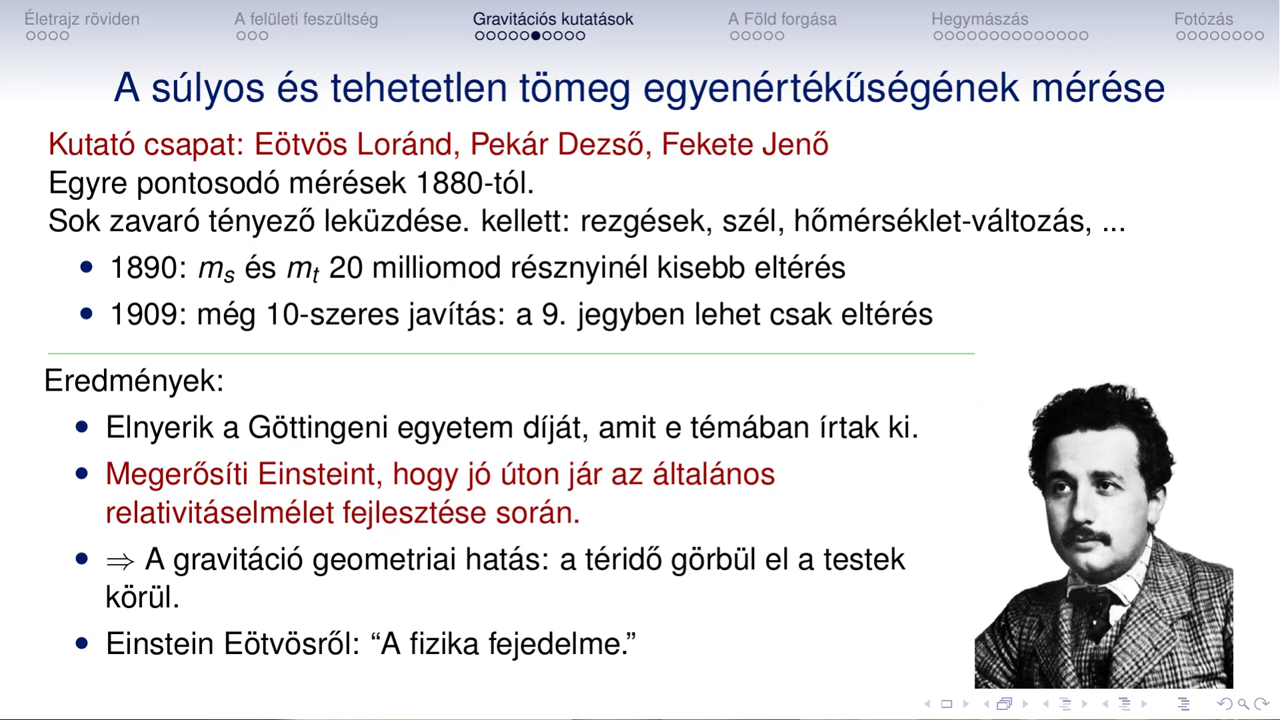 Életrajz röviden A felületi feszültség Gravitációs kutatások A Föld forgása Hegymászás Fotózás
A súlyos és tehetetlen tömeg egyenértékűségének mérése
Kutató csapat: Eötvös Loránd, Pekár Dezső, Fekete Jenő
Egyre pontosodó mérések 1880-tól.
Sok zavaró tényező leküzdése. kellett: rezgések, szél, hőmérséklet-változás, ...
• 1890: mₛ és mₜ 20 milliomod résznyinél kisebb eltérés
• 1909: még 10-szeres javítás: a 9. jegyben lehet csak eltérés
Eredmények:
• Elnyerik a Göttingeni egyetem díját, amit e témában írtak ki.
• Megerősíti Einsteint, hogy jó úton jár az általános
relativitáselmélet fejlesztése során.
• ⇒ A gravitáció geometriai hatás: a téridő görbül el a testek
körül.
• Einstein Eötvösről: “A fizika fejedelme.”